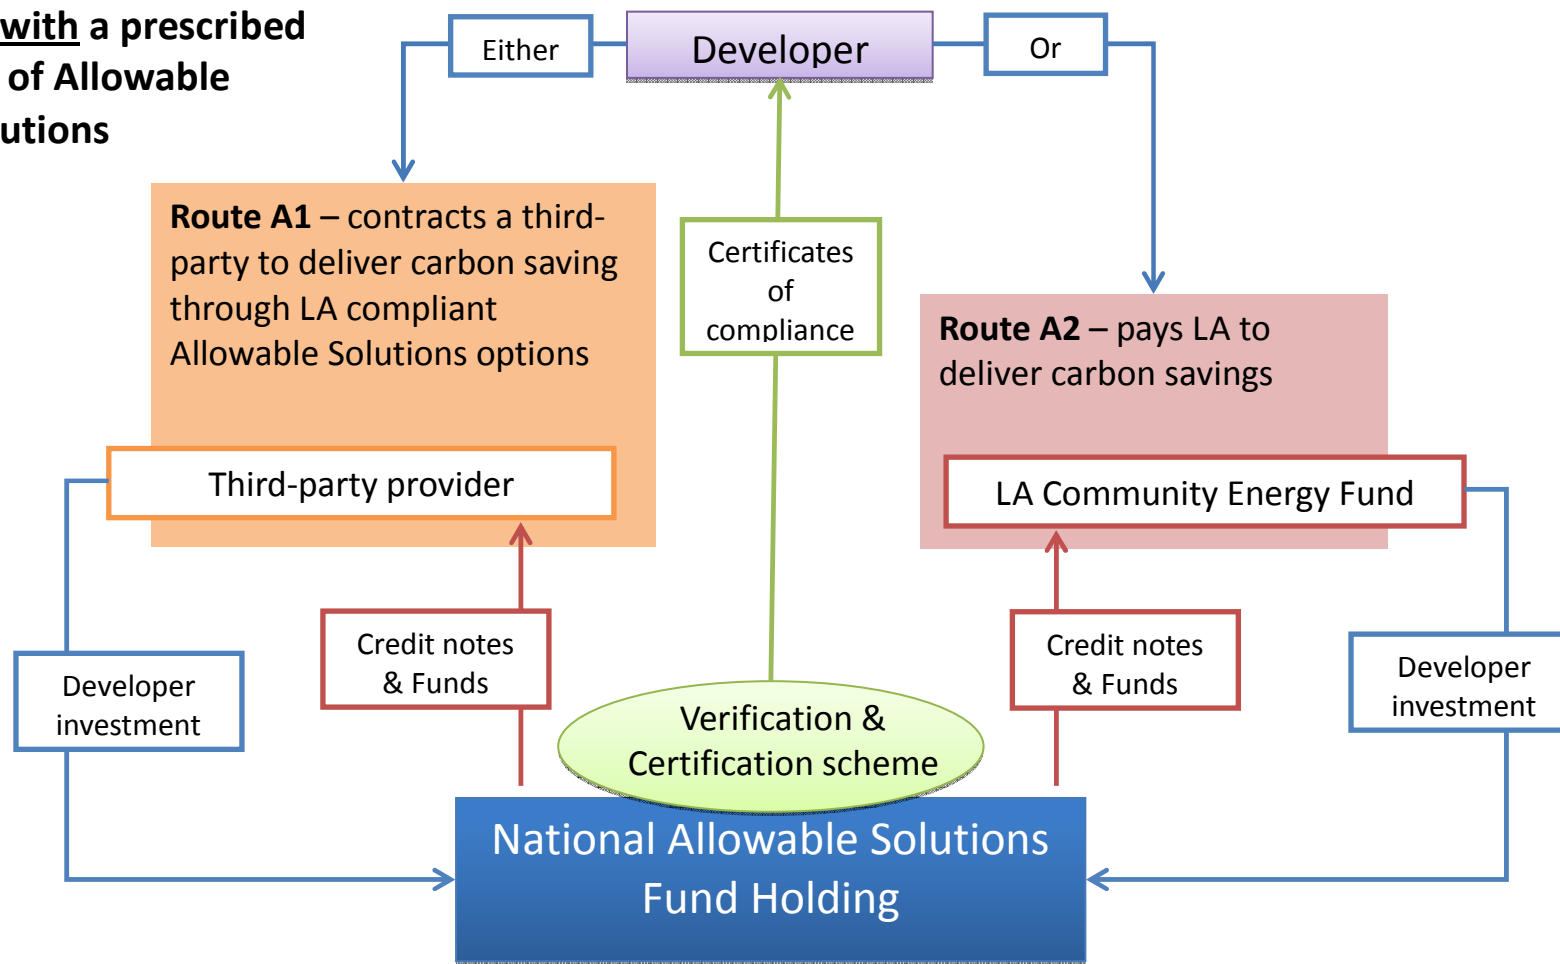 with a prescribed
of Allowable
utions
Either
Developer
Or
Route A1 – contracts a third-
party to deliver carbon saving
through LA compliant
Allowable Solutions options
Certificates
of
compliance
Route A2 – pays LA to
deliver carbon savings
Third-party provider
LA Community Energy Fund
Credit notes
& Funds
Credit notes
& Funds
Developer
investment
Developer
investment
Verification &
Certification scheme
National Allowable Solutions
Fund Holding